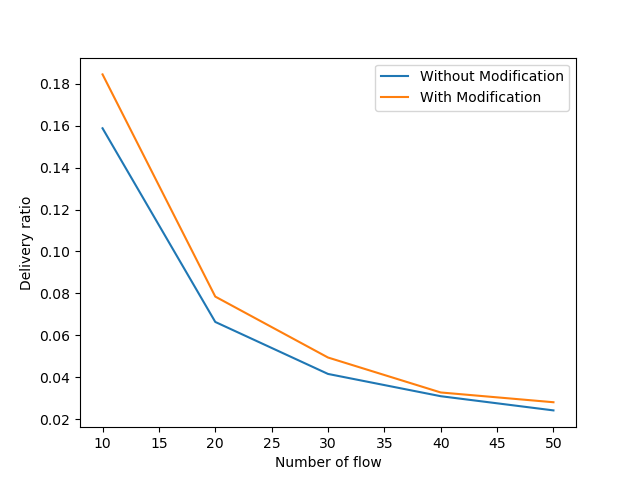 Without Modification
With Modification
0.18
0.16
0.14
0.12
0.10
0.08
0.06
0.04
0.02
Delivery ratio
10 15 20 25 30 35 40 45 50
Number of flow